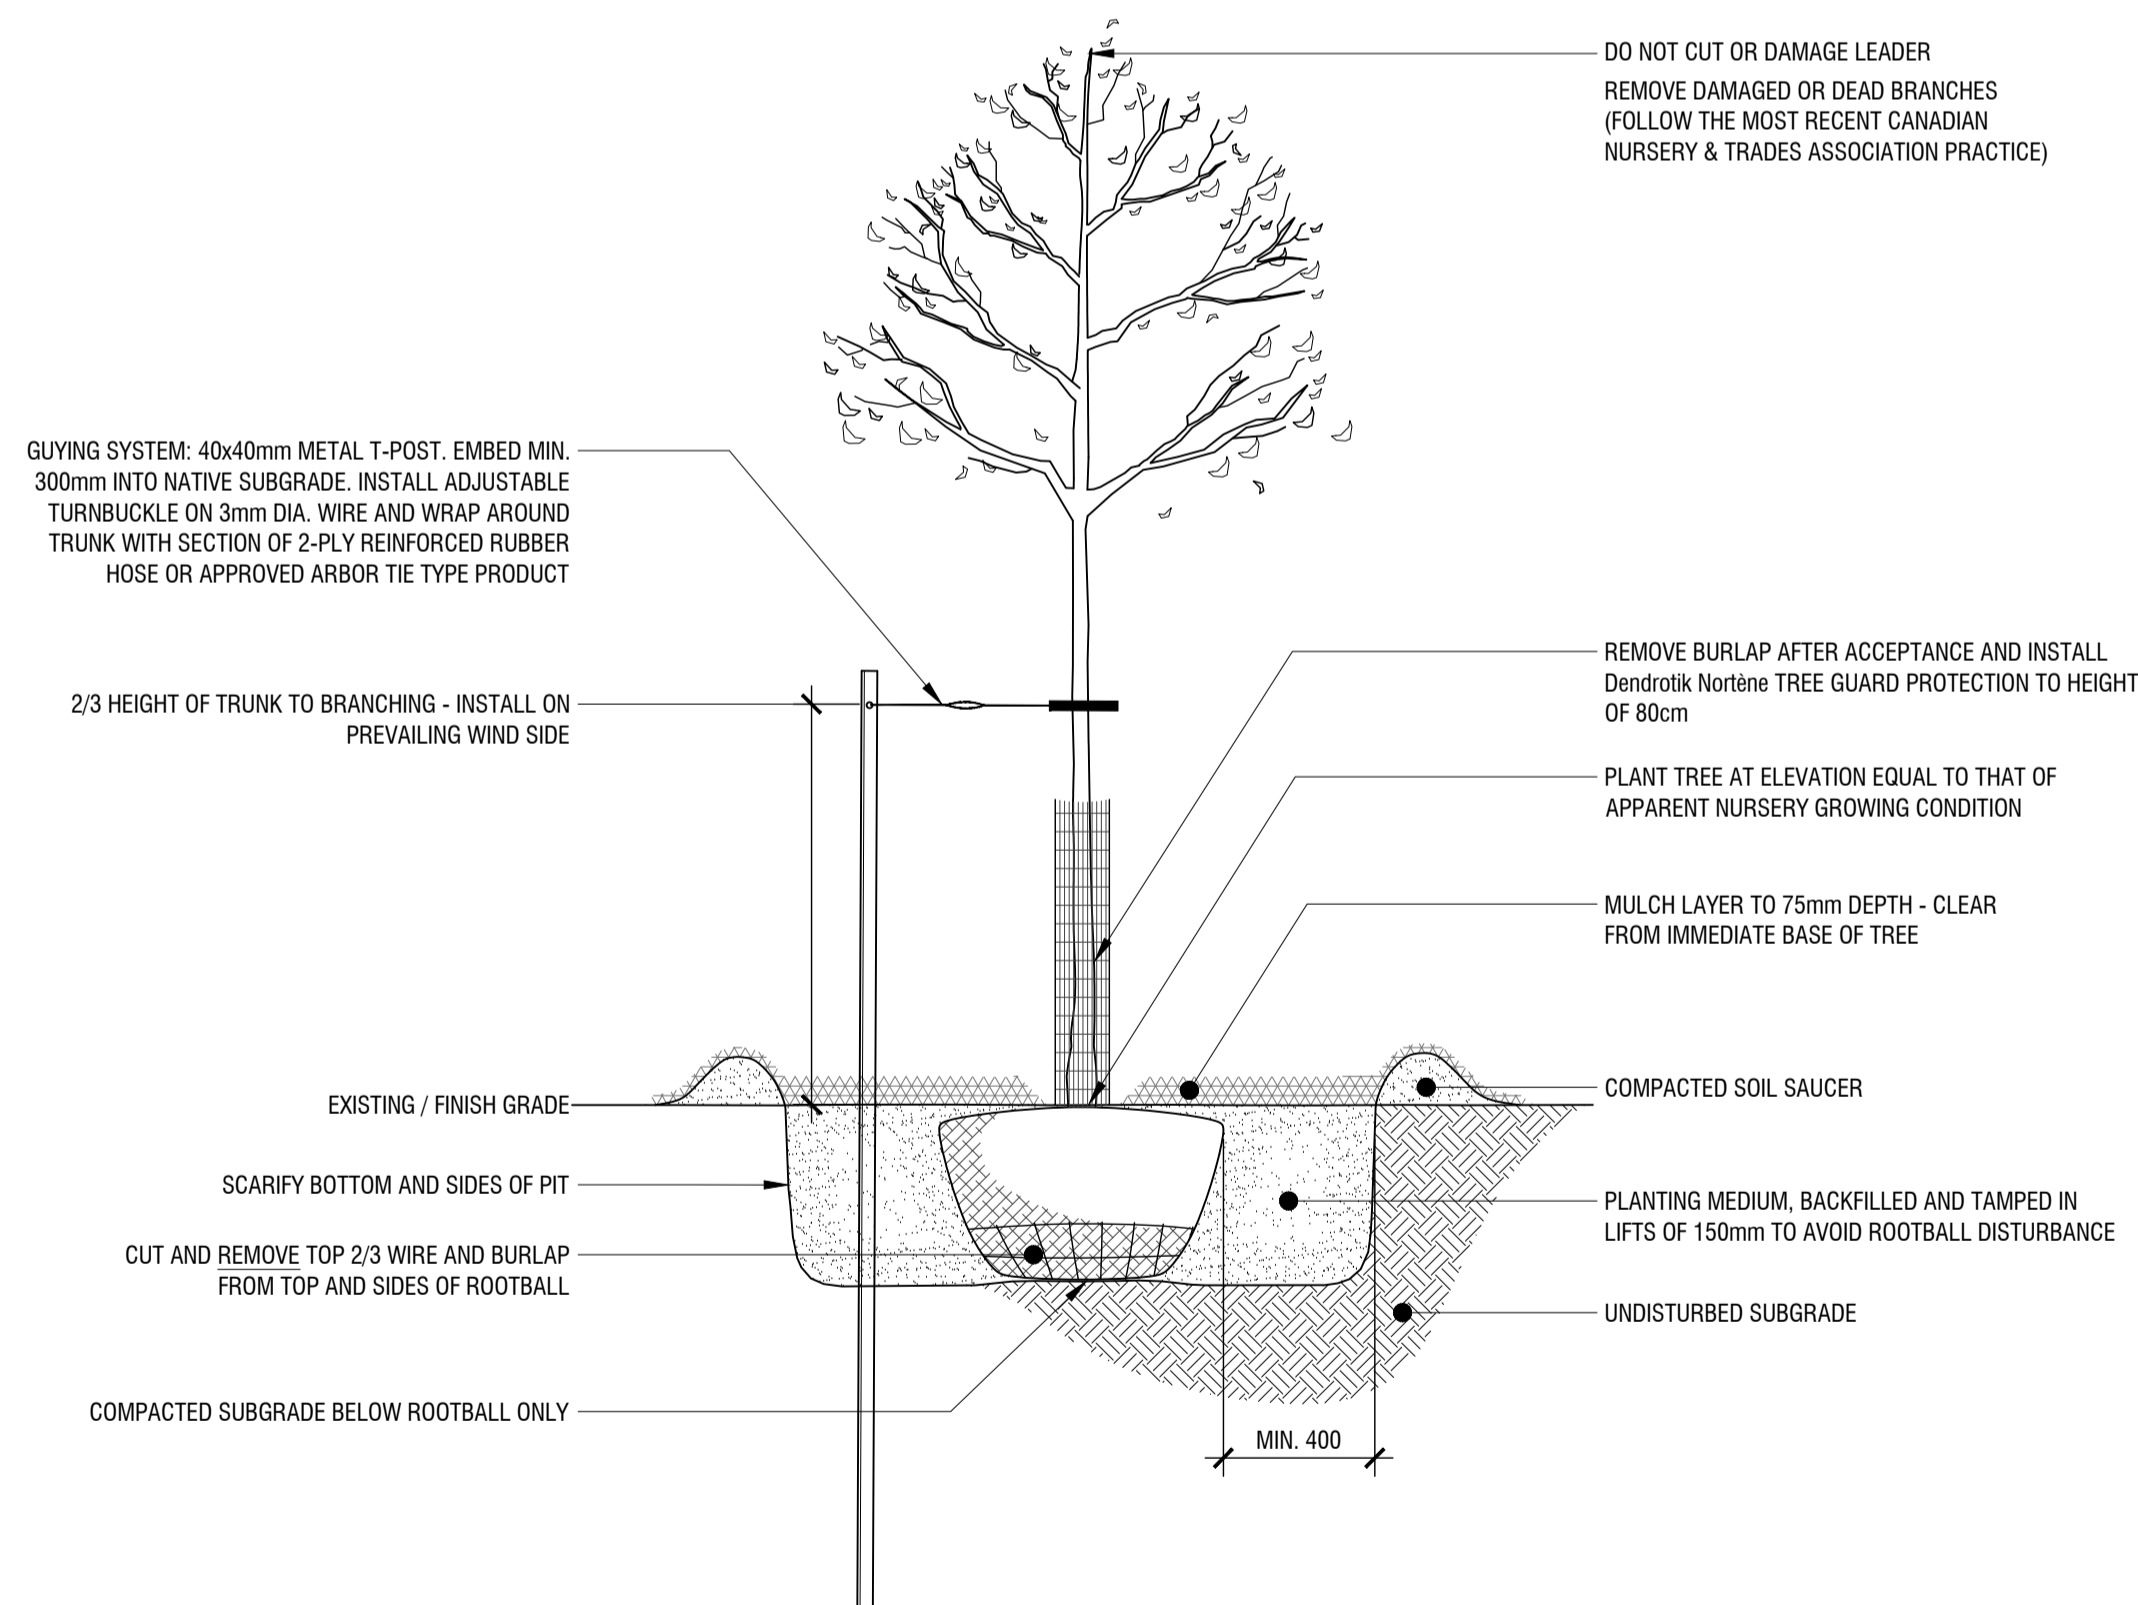 DO NOT CUT OR DAMAGE LEADER
REMOVE DAMAGED OR DEAD BRANCHES
(FOLLOW THE MOST RECENT CANADIAN
NURSERY & TRADES ASSOCIATION PRACTICE)
GUYING SYSTEM: 40x40mm METAL T-POST. EMBED MIN.
300mm INTO NATIVE SUBGRADE. INSTALL ADJUSTABLE
TURNBUCKLE ON 3mm DIA. WIRE AND WRAP AROUND
TRUNK WITH SECTION OF 2-PLY REINFORCED RUBBER
HOSE OR APPROVED ARBOR TIE TYPE PRODUCT
2/3 HEIGHT OF TRUNK TO BRANCHING - INSTALL ON
PREVAILING WIND SIDE
REMOVE BURLAP AFTER ACCEPTANCE AND INSTALL
Dendrotik Nortène TREE GUARD PROTECTION TO HEIGHT
OF 80cm
PLANT TREE AT ELEVATION EQUAL TO THAT OF
APPARENT NURSERY GROWING CONDITION
MULCH LAYER TO 75mm DEPTH - CLEAR
FROM IMMEDIATE BASE OF TREE
COMPACTED SOIL SAUCER
EXISTING / FINISH GRADE
SCARIFY BOTTOM AND SIDES OF PIT
PLANTING MEDIUM, BACKFILLED AND TAMPED IN
LIFTS OF 150mm TO AVOID ROOTBALL DISTURBANCE
CUT AND REMOVE TOP 2/3 WIRE AND BURLAP
FROM TOP AND SIDES OF ROOTBALL
UNDISTURBED SUBGRADE
COMPACTED SUBGRADE BELOW ROOTBALL ONLY
MIN. 400